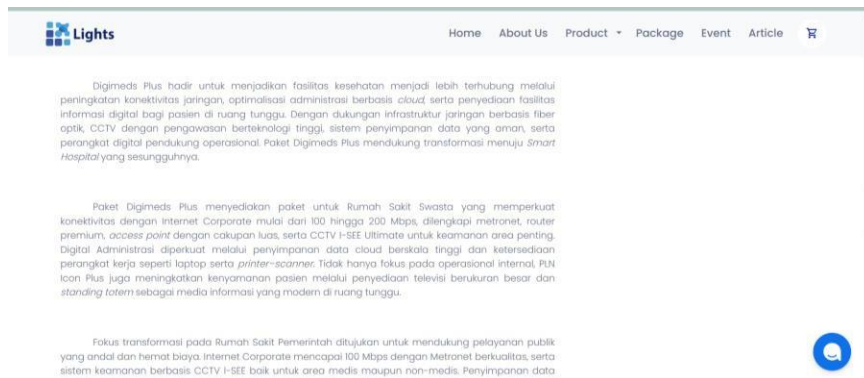 Lights
Home About Us Product Package Event Article
Digimeds Plus hadir untuk menjadikan fasilitas kesehatan menjadi lebih terhubung melalui
peningkatan konektivitas jaringan, optimalisasi administrasi berbasis cloud, serta penyediaan fasilitas
informasi digital bagi pasien di ruang tunggu. Dengan dukungan infrastruktur jaringan berbasis fiber
optik, CCTV dengan pengawasan berteknologi tinggi, sistem penyimpanan data yang aman, serta
perangkat digital pendukung operasional. Paket Digimeds Plus mendukung transformasi menuju Smart
Hospital yang sesungguhnya.
Paket Digimeds Plus menyediakan paket untuk Rumah Sakit Swasta yang memperkuat
konektivitas dengan Internet Corporate mulai dari 100 hingga 200 Mbps, dilengkapi metronet, router
premium, access point dengan cakupan luas, serta CCTV I-SEE Ultimate untuk keamanan area penting.
Digital Administrasi diperkuat melalui penyimpanan data cloud berskala tinggi dan ketersediaan
perangkat kerja seperti laptop serta printer-scanner. Tidak hanya fokus pada operasional internal, PLN
Icon Plus juga meningkatkan kenyamanan pasien melalui penyediaan televisi berukuran besar dan
standing totem sebagai media informasi yang modern di ruang tunggu.
Fokus transformasi pada Rumah Sakit Pemerintah ditujukan untuk mendukung pelayanan publik
yang andal dan hemat biaya. Internet Corporate mencapai 100 Mbps dengan Metronet berkualitas, serta
sistem keamanan berbasis CCTV I-SEE baik untuk area medis maupun non-medis. Penyimpanan data